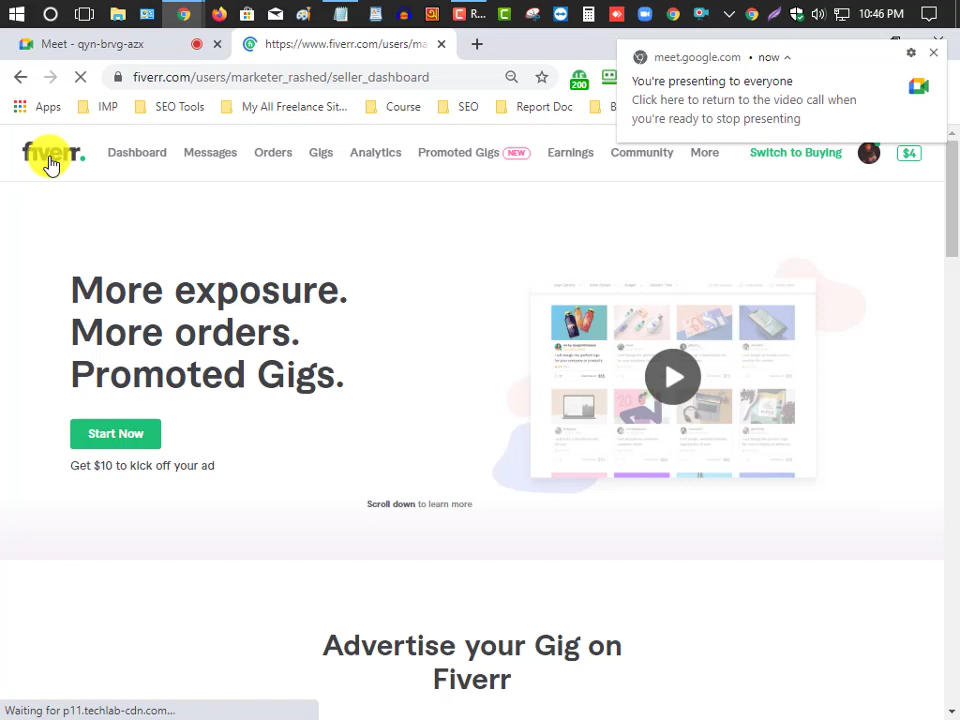 R...
10:46 PM
Meet - qyn-brvg-azx
https://www.fiverr.com/users/ma
fiverr.com/users/marketer_rashed/seller_dashboard
200
Apps
IMP
SEO Tools
My All Freelance Sit...
Course
SEO
Report Doc
B
meet.google.com • now
You're presenting to everyone
Click here to return to the video call when
you're ready to stop presenting
fiverr.
Dashboard
Messages
Orders
Gigs
Analytics
Promoted Gigs NEW
Earnings
Community
More
Switch to Buying
$4
More exposure.
More orders.
Promoted Gigs.
Start Now
Get $10 to kick off your ad
Scroll down to learn more
Advertise your Gig on
Fiverr
Waiting for p11.techlab-cdn.com...